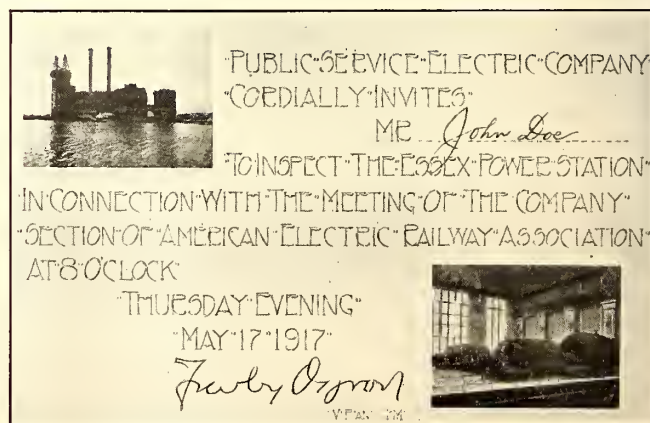 PUBLIC SERVICE ELECTRIC COMPANY
CORDIALLY INVITES
MR John Doe
TO INSPECT THE ESSEX POWER STATION
IN CONNECTION WITH THE MEETING OF THE COMPANY
SECTION OF AMERICAN ELECTRIC RAILWAY ASSOCIATION
AT 8 O'CLOCK
THURSDAY EVENING
MAY 17 1917